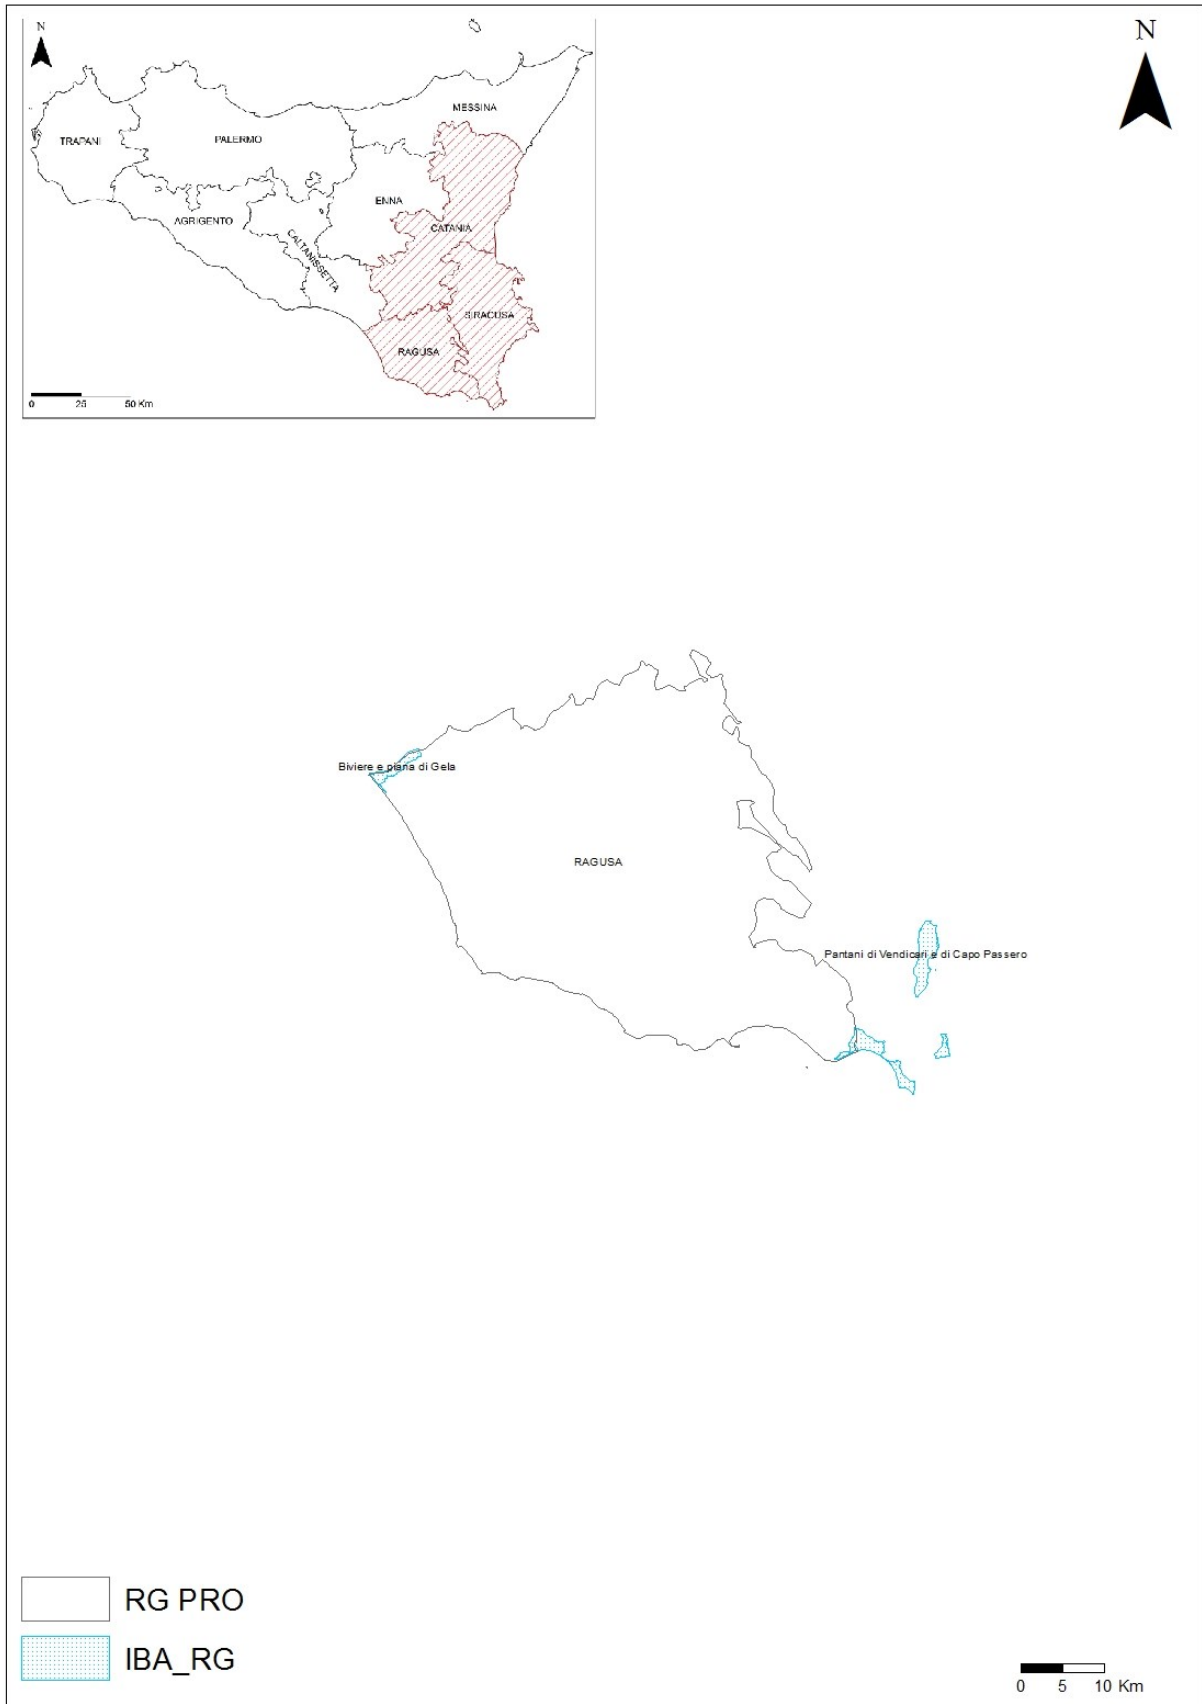 N
N
MESSINA
TRAPANI
PALERMO
ENNA
AGRIGENTO
CATANIA
CALTANISSETTA
SIRACUSA
RAGUSA
0 25 50 Km
Biviere e piana di Gela
RAGUSA
Pantani di Vendicari e di Capo Passero
RG PRO
IBA_RG
0 5 10 Km